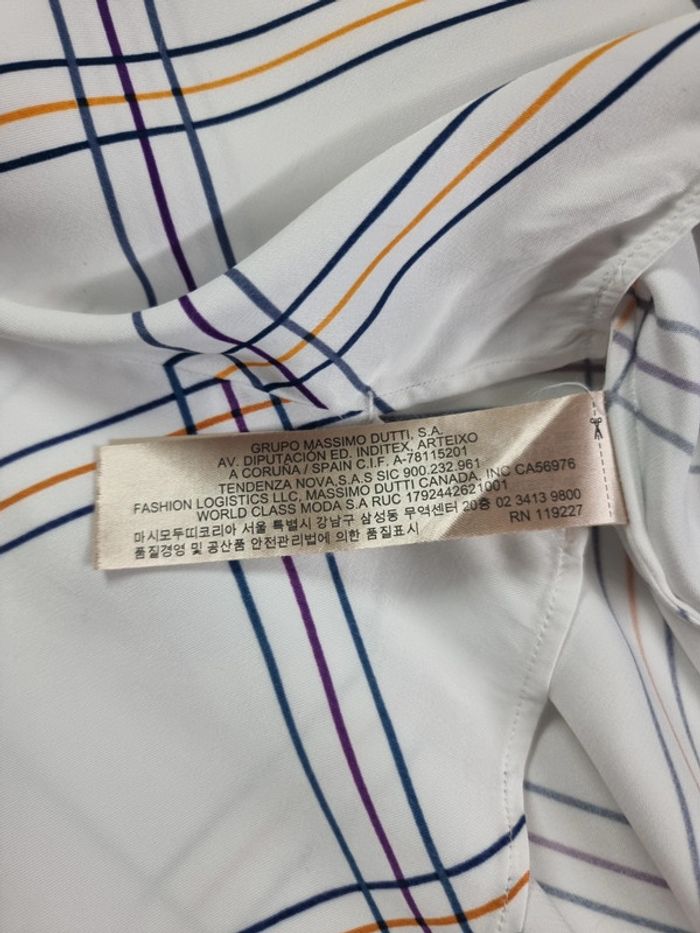 GRUPO MASSIMO DUTTI, S.A.
AV. DIPUTACIÓN ED. INDITEX, ARTEIXO
A CORUÑA / SPAIN C.I.F. A-78115201
TENDENZA NOVA,S.A.S SIC 900.232.961
FASHION LOGISTICS LLC, MASSIMO DUTTI CANADA, INC CA56976
WORLD CLASS MODA S.A RUC 1792442621001
마시모두띠코리아 서울 특별시 강남구 삼성동 무역센터 20층 02 3413 9800
품질경영 및 공산품 안전관리법에 의한 품질표시
RN 119227